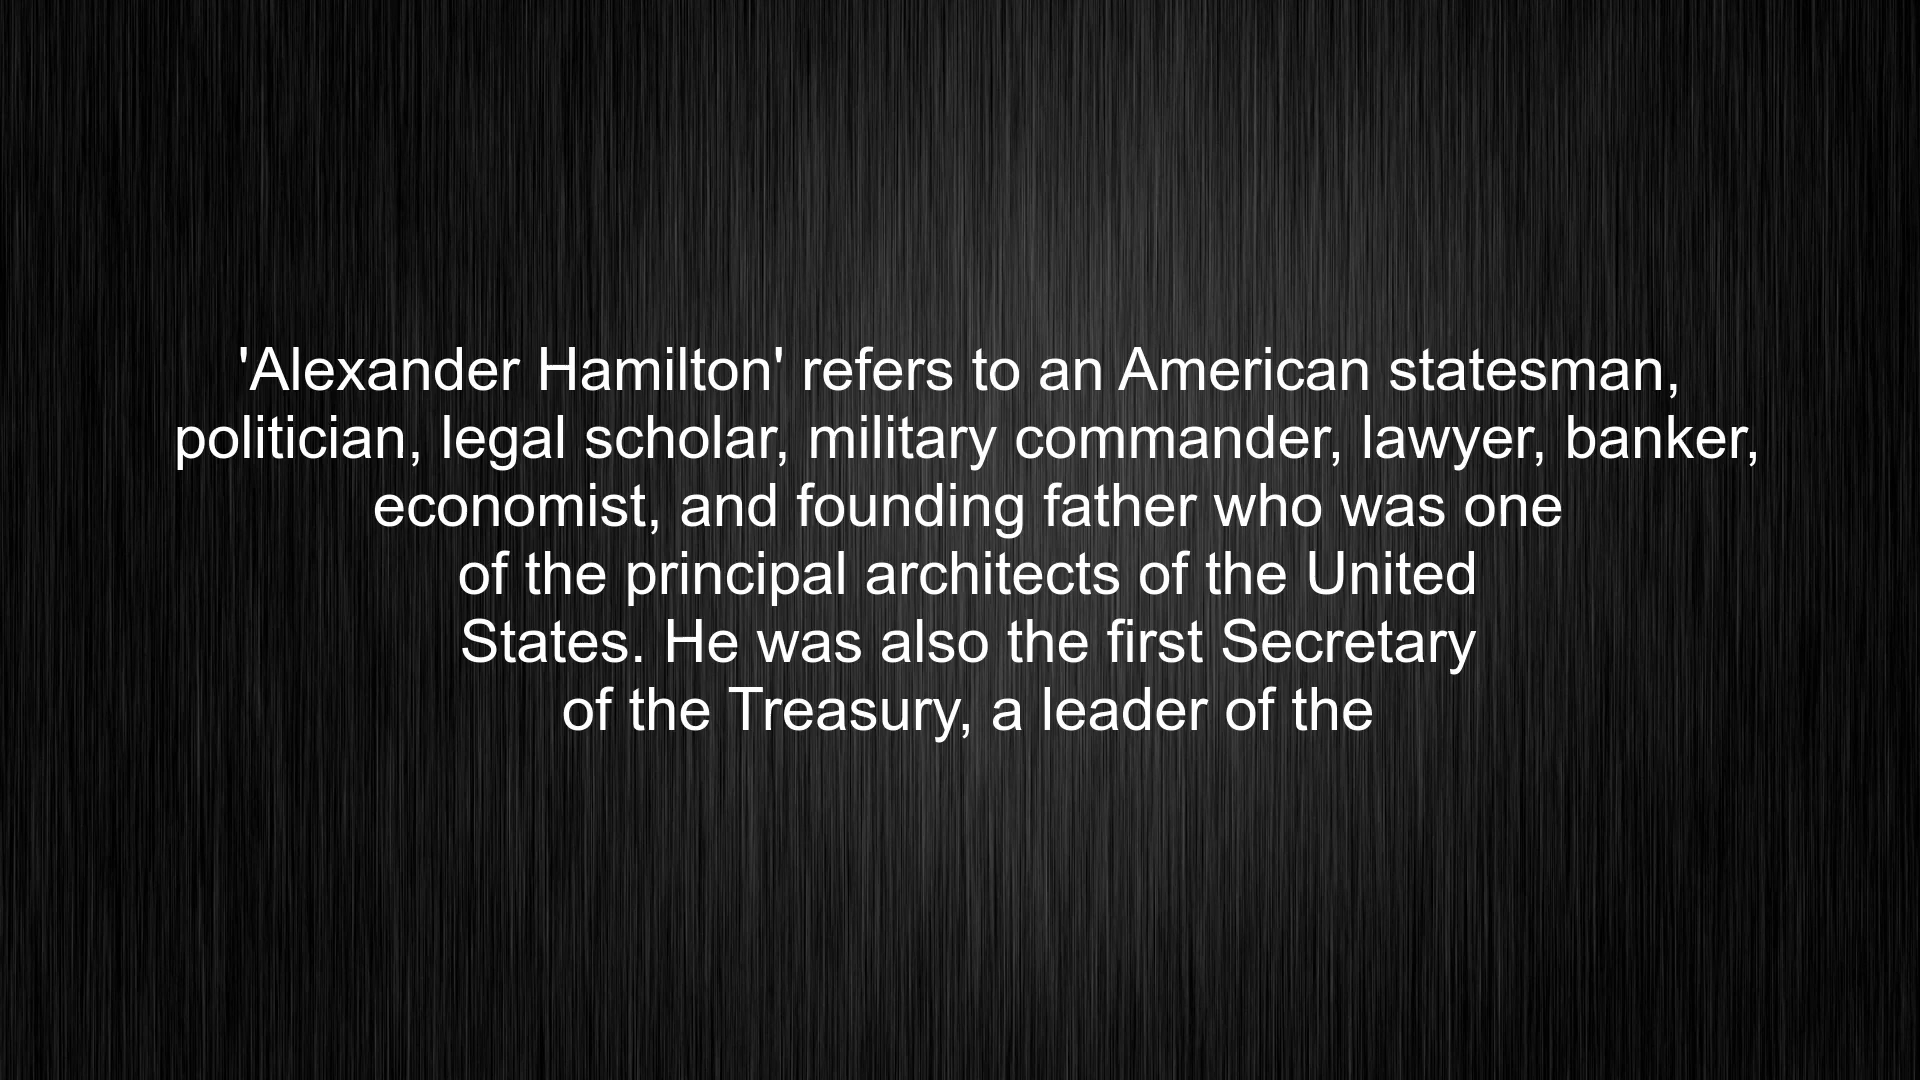 'Alexander Hamilton' refers to an American statesman,
politician, legal scholar, military commander, lawyer, banker,
economist, and founding father who was one
of the principal architects of the United
States. He was also the first Secretary
of the Treasury, a leader of the